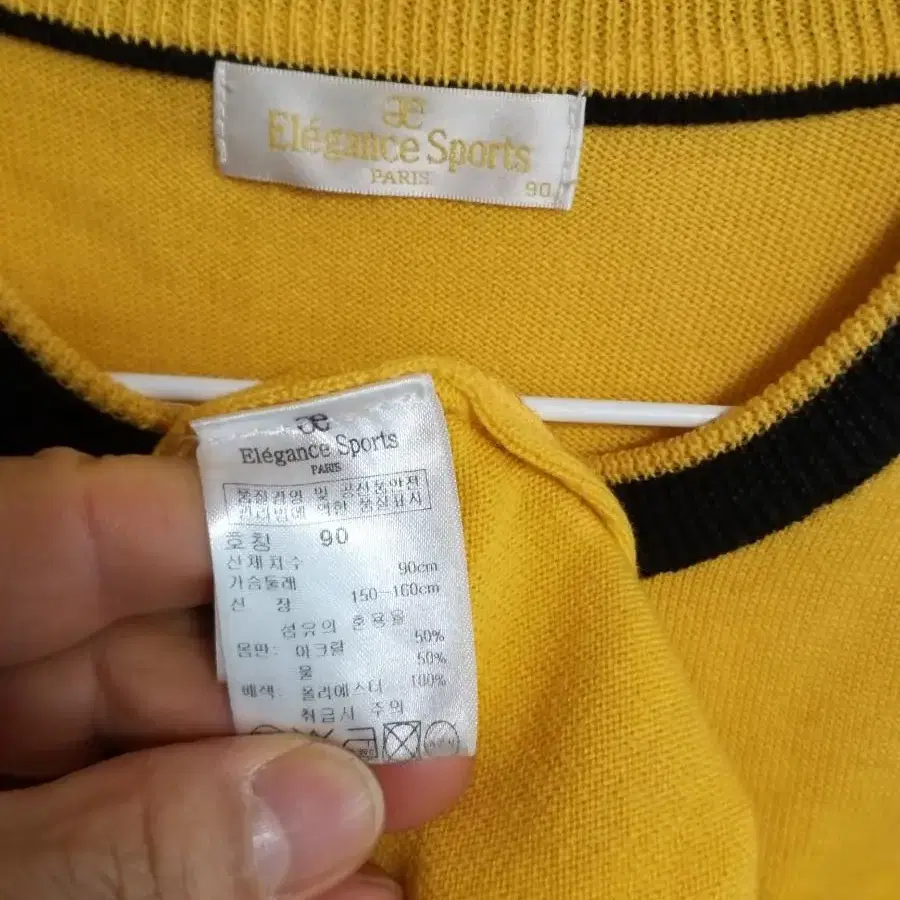 æ
Elégance Sports
PARIS
90
æ
Elégance Sports
PARIS
품질경영 및 공산품안전
관리법에 의한 품질표시
호칭 90
신체치수
가슴둘레 90cm
신 장 150-160cm
섬유의 혼용율
몸판: 아크릴 50%
울 50%
배색: 폴리에스터 100%
취급시 주의